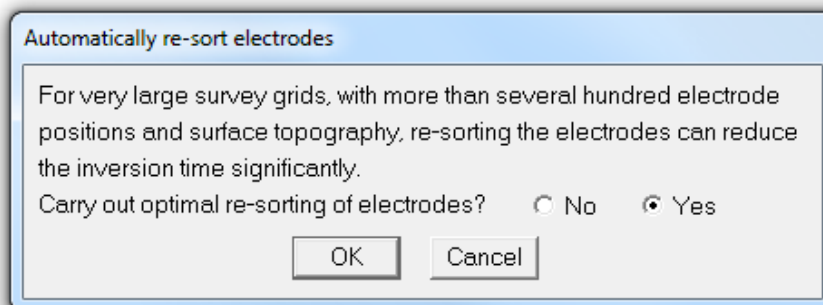 Automatically re-sort electrodes
For very large survey grids, with more than several hundred electrode
positions and surface topography, re-sorting the electrodes can reduce
the inversion time significantly.
Carry out optimal re-sorting of electrodes? No Yes
OK Cancel